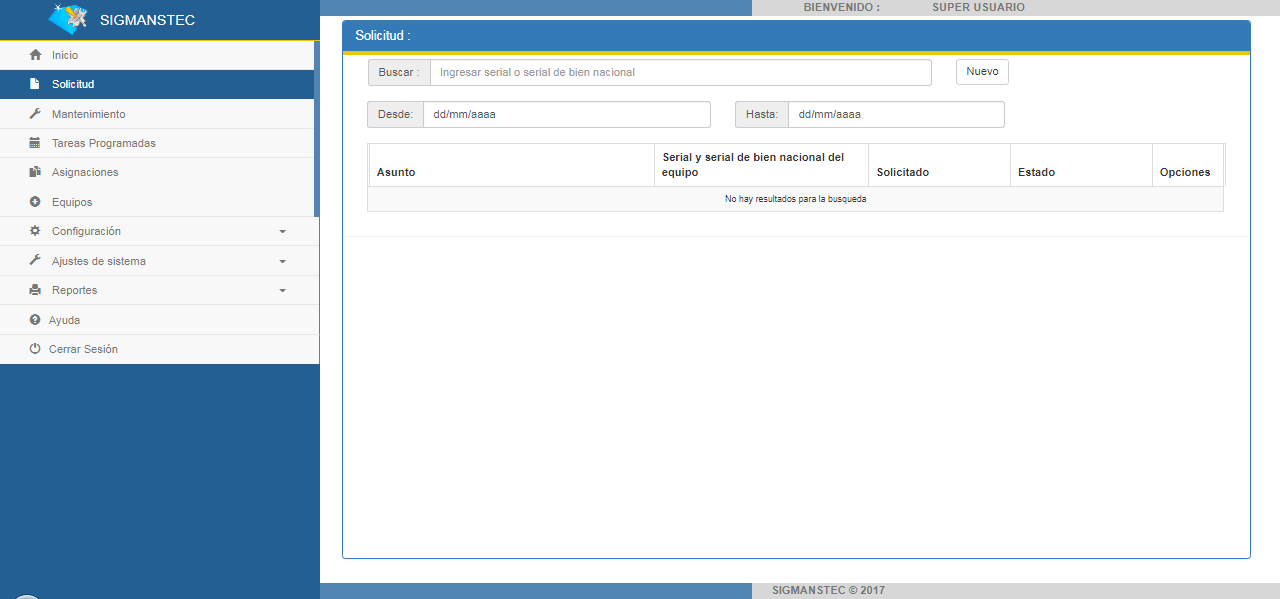 SIGMANSTEC
BIENVENIDO : SUPER USUARIO
Inicio
Solicitud
Mantenimiento
Tareas Programadas
Asignaciones
Equipos
Configuración
Ajustes de sistema
Reportes
Ayuda
Cerrar Sesión
Solicitud :
Buscar : Ingresar serial o serial de bien nacional Nuevo
Desde: dd/mm/aaaa Hasta: dd/mm/aaaa
Asunto Serial y serial de bien nacional del equipo Solicitado Estado Opciones
No hay resultados para la busqueda
SIGMANSTEC © 2017